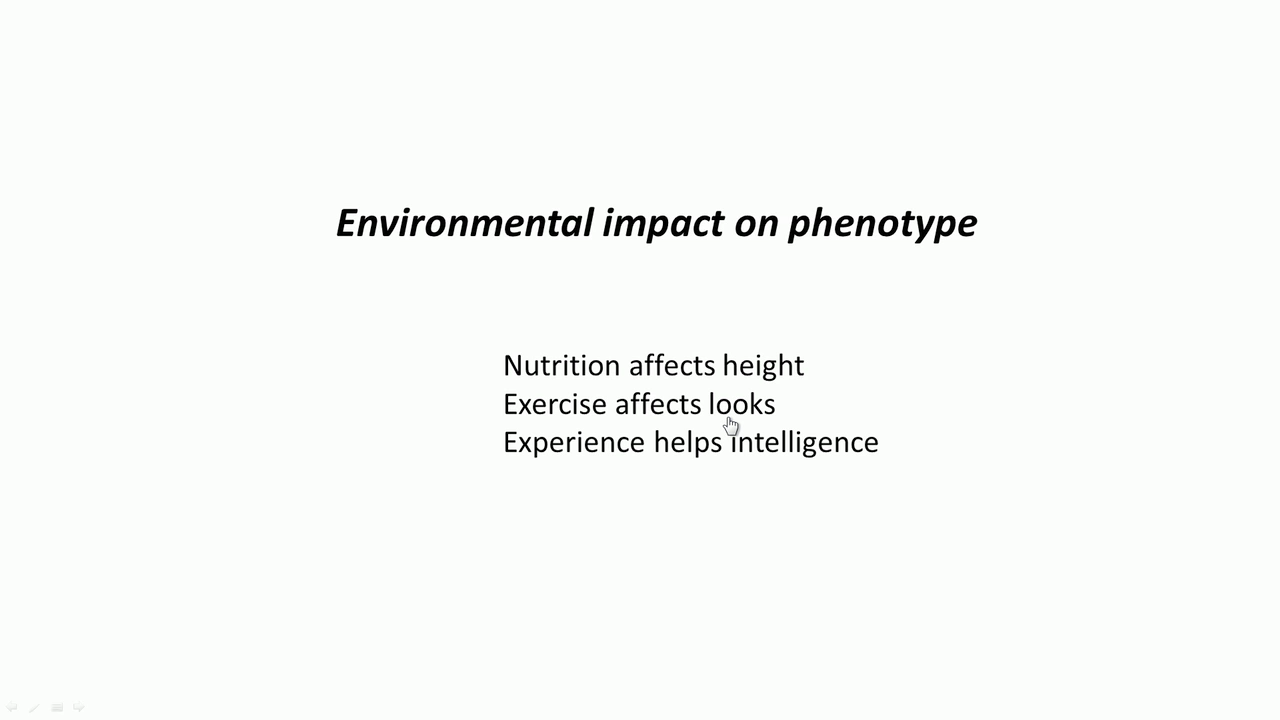 Environmental impact on phenotype
Nutrition affects height
Exercise affects looks
Experience helps intelligence